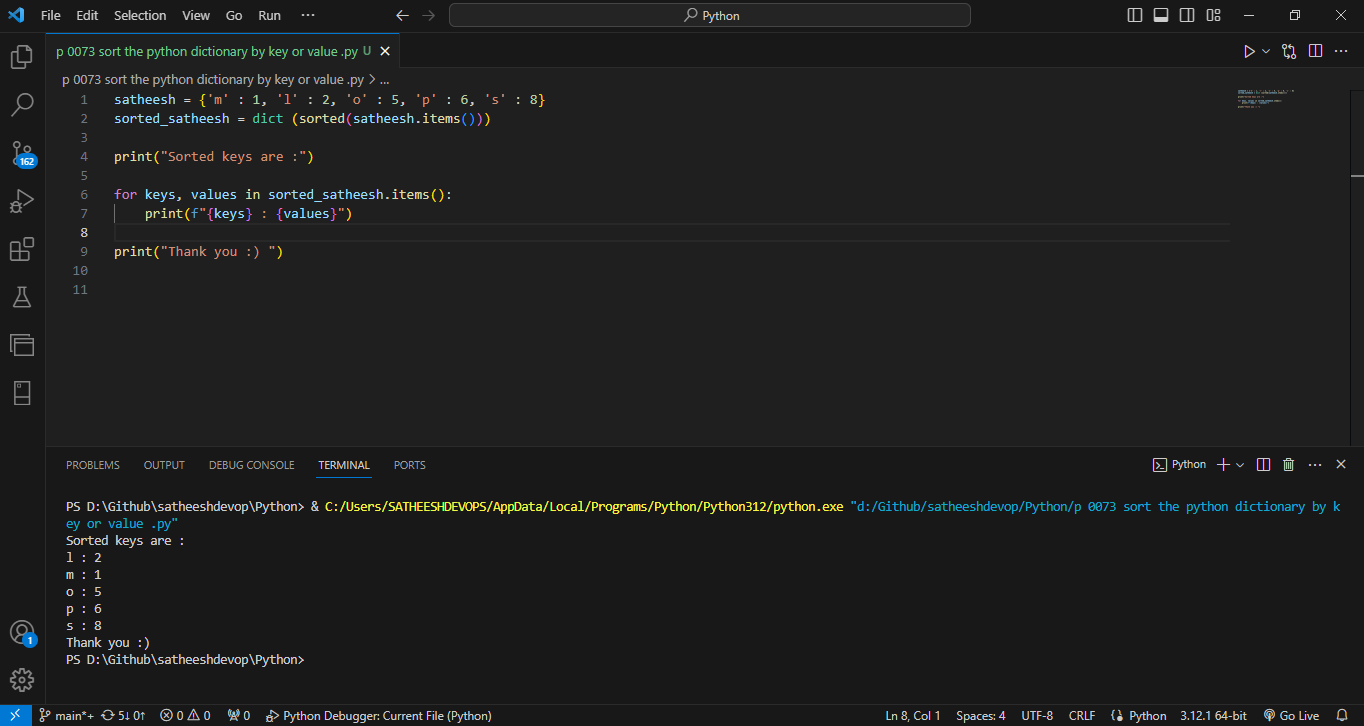 File Edit Selection View Go Run ··· Python
p 0073 sort the python dictionary by key or value .py U
p 0073 sort the python dictionary by key or value .py > ...
1 satheesh = {'m' : 1, 'l' : 2, 'o' : 5, 'p' : 6, 's' : 8}
2 sorted_satheesh = dict (sorted(satheesh.items()))
3
4 print("Sorted keys are :")
5
6 for keys, values in sorted_satheesh.items():
7 print(f"{keys} : {values}")
8
9 print("Thank you :) ")
10
11
162
PROBLEMS OUTPUT DEBUG CONSOLE TERMINAL PORTS Python
PS D:\Github\satheeshdevop\Python> & C:/Users/SATHEESHDEVOPS/AppData/Local/Programs/Python/Python312/python.exe "d:/Github/satheeshdevop/Python/p 0073 sort the python dictionary by k
ey or value .py"
Sorted keys are :
l : 2
m : 1
o : 5
p : 6
s : 8
Thank you :)
PS D:\Github\satheeshdevop\Python>
1
main*+ 5↓ 0↑ 0 0 0 Python Debugger: Current File (Python) Ln 8, Col 1 Spaces: 4 UTF-8 CRLF Python 3.12.1 64-bit Go Live